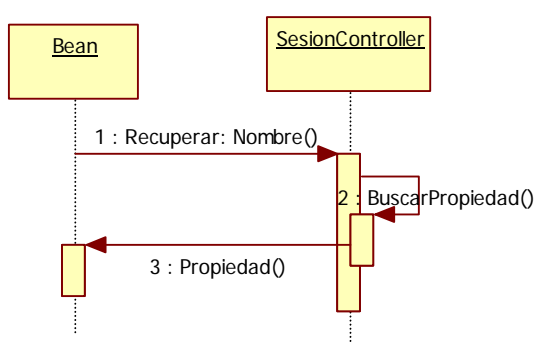 Bean
SesionController
1 : Recuperar: Nombre()
2 : BuscarPropiedad()
3 : Propiedad()